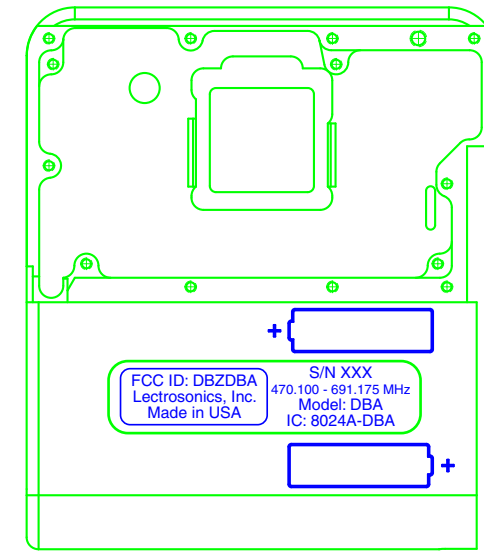 +
FCC ID: DBZDBA
Lectrosonics, Inc.
Made in USA
S/N XXX
470.100 - 691.175 MHz
Model: DBA
IC: 8024A-DBA
+